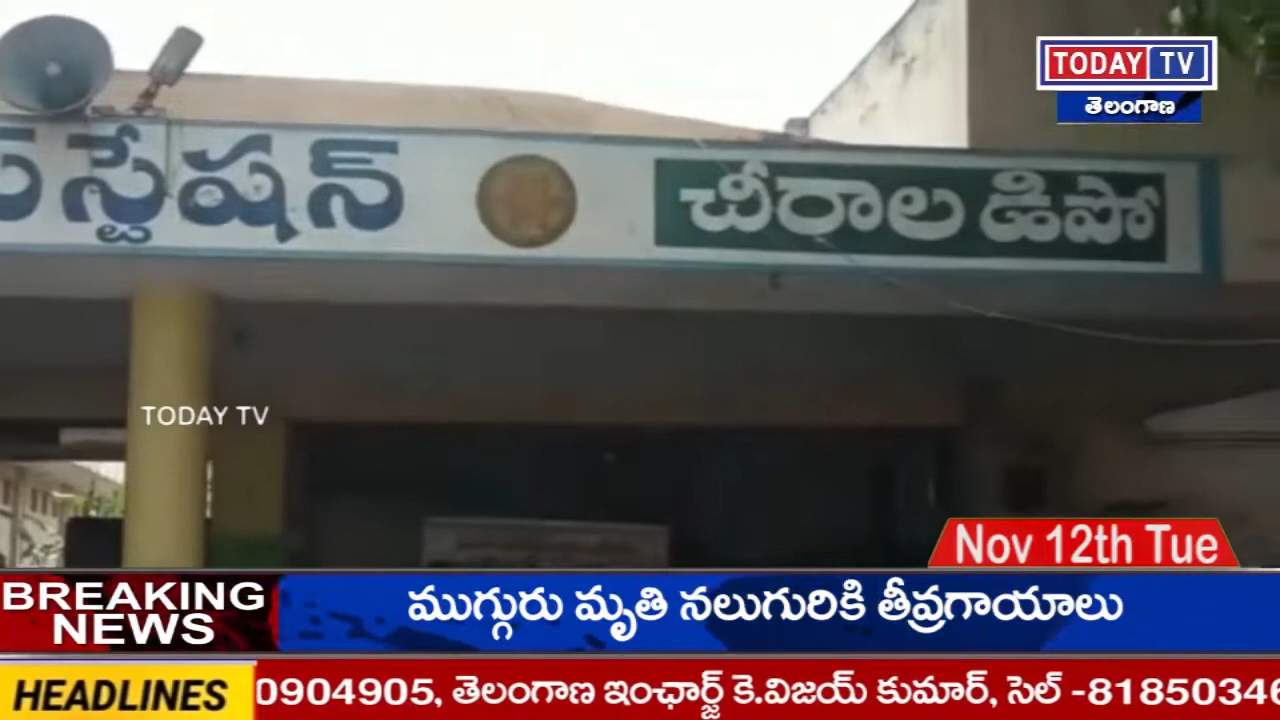 TODAY TV
తెలంగాణ
స్టేషన్ చీరాల డిపో
TODAY TV
Nov 12th Tue
BREAKING NEWS
ముగ్గురు మృతి నలుగురికి తీవ్రగాయాలు
HEADLINES
0904905, తెలంగాణ ఇంఛార్జ్ కె.విజయ్ కుమార్, సెల్ -81850346